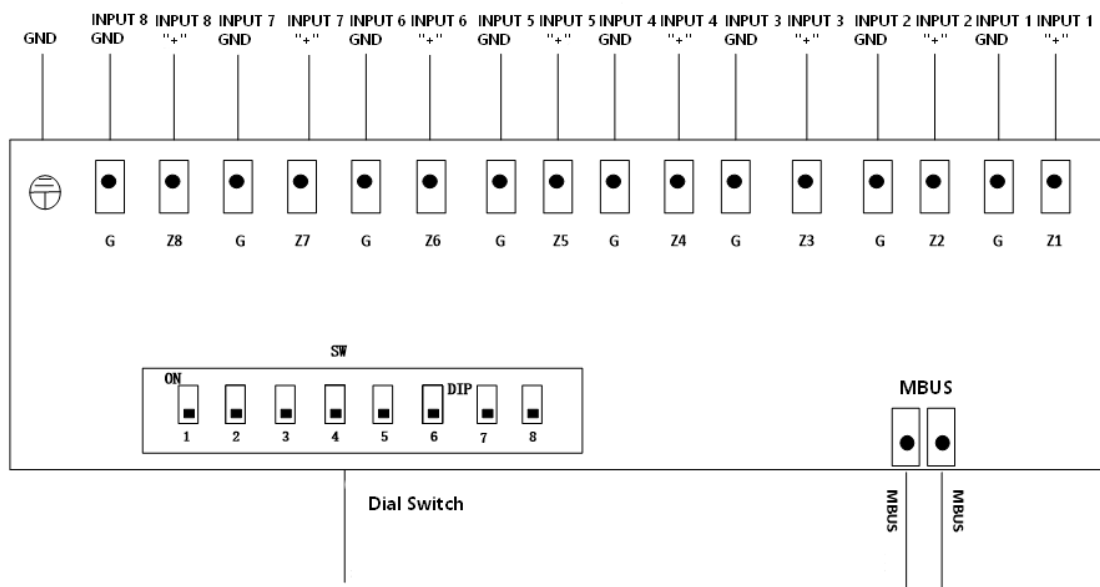 INPUT 8 INPUT 8 INPUT 7 INPUT 7 INPUT 6 INPUT 6 INPUT 5 INPUT 5 INPUT 4 INPUT 4 INPUT 3 INPUT 3 INPUT 2 INPUT 2 INPUT 1 INPUT 1
GND GND "+" GND "+" GND "+" GND "+" GND "+" GND "+" GND "+" GND "+"
G Z8 G Z7 G Z6 G Z5 G Z4 G Z3 G Z2 G Z1
SW
ON DIP
1 2 3 4 5 6 7 8
MBUS
Dial Switch
MBUS MBUS